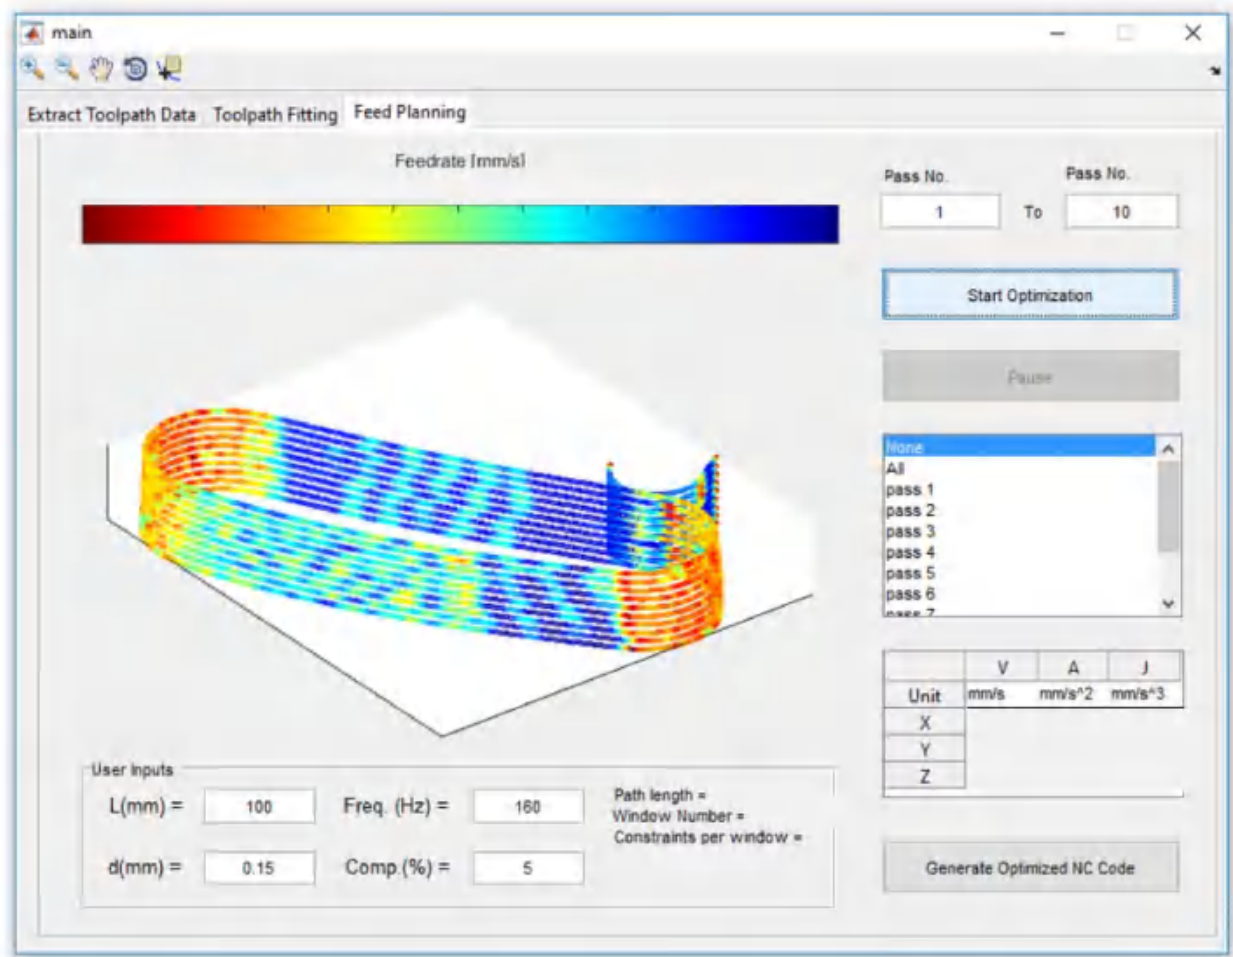 main
Extract Toolpath Data Toolpath Fitting Feed Planning
Feedrate [mm/s]
Pass No. Pass No.
1 To 10
Start Optimization
Pause
None
All
pass 1
pass 2
pass 3
pass 4
pass 5
pass 6
pass 7
V A J
Unit mm/s mm/s^2 mm/s^3
X
Y
Z
User Inputs
L(mm) = 100 Freq. (Hz) = 160
d(mm) = 0.15 Comp.(%) = 5
Path length =
Window Number =
Constraints per window =
Generate Optimized NC Code